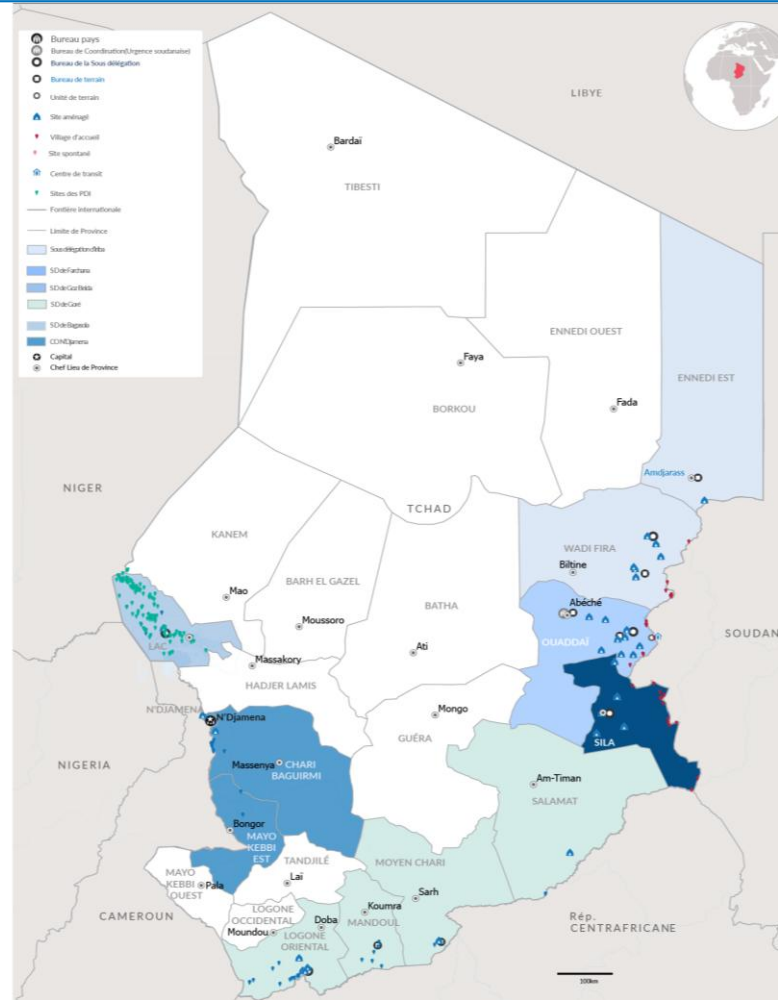 Bureau pays
Bureau de Coordination(Urgence soudanaise)
Bureau de la Sous délégation
Bureau de terrain
Unité de terrain
Site aménagé
Village d'accueil
Site spontané
Centre de transit
Sites des PDI
Fontière internationale
Limite de Province
Sous délégation d'Iriba
SD de Farchana
SD de Goz Beida
SD de Goré
SD de Bagasola
CO N'Djamena
Capital
Chef Lieu de Province
LIBYE
Bardaï
TIBESTI
ENNEDI OUEST
ENNEDI EST
Faya
BORKOU
Fada
Amdjarass
NIGER
TCHAD
KANEM
WADI FIRA
Biltine
BARH EL GAZEL
Mao
BATHA
Abéché
Moussoro
SOUDAN
LAC
Ati
OUADDAÏ
Massakory
HADJER LAMIS
N'DJAMENA
N'Djamena
Mongo
GUÉRA
SILA
NIGERIA
Massenya
CHARI
BAGUIRMI
Am-Timan
SALAMAT
Bongor
MAYO
KEBBI
EST
TANDJILÉ
MOYEN CHARI
MAYO
KEBBI
OUEST
Pala
Laï
Sarh
CAMEROUN
LOGONE
OCCIDENTAL
Koumra
MANDOUL
Doba
Moundou
LOGONE
ORIENTAL
Rép.
CENTRAFRICAINE
100km